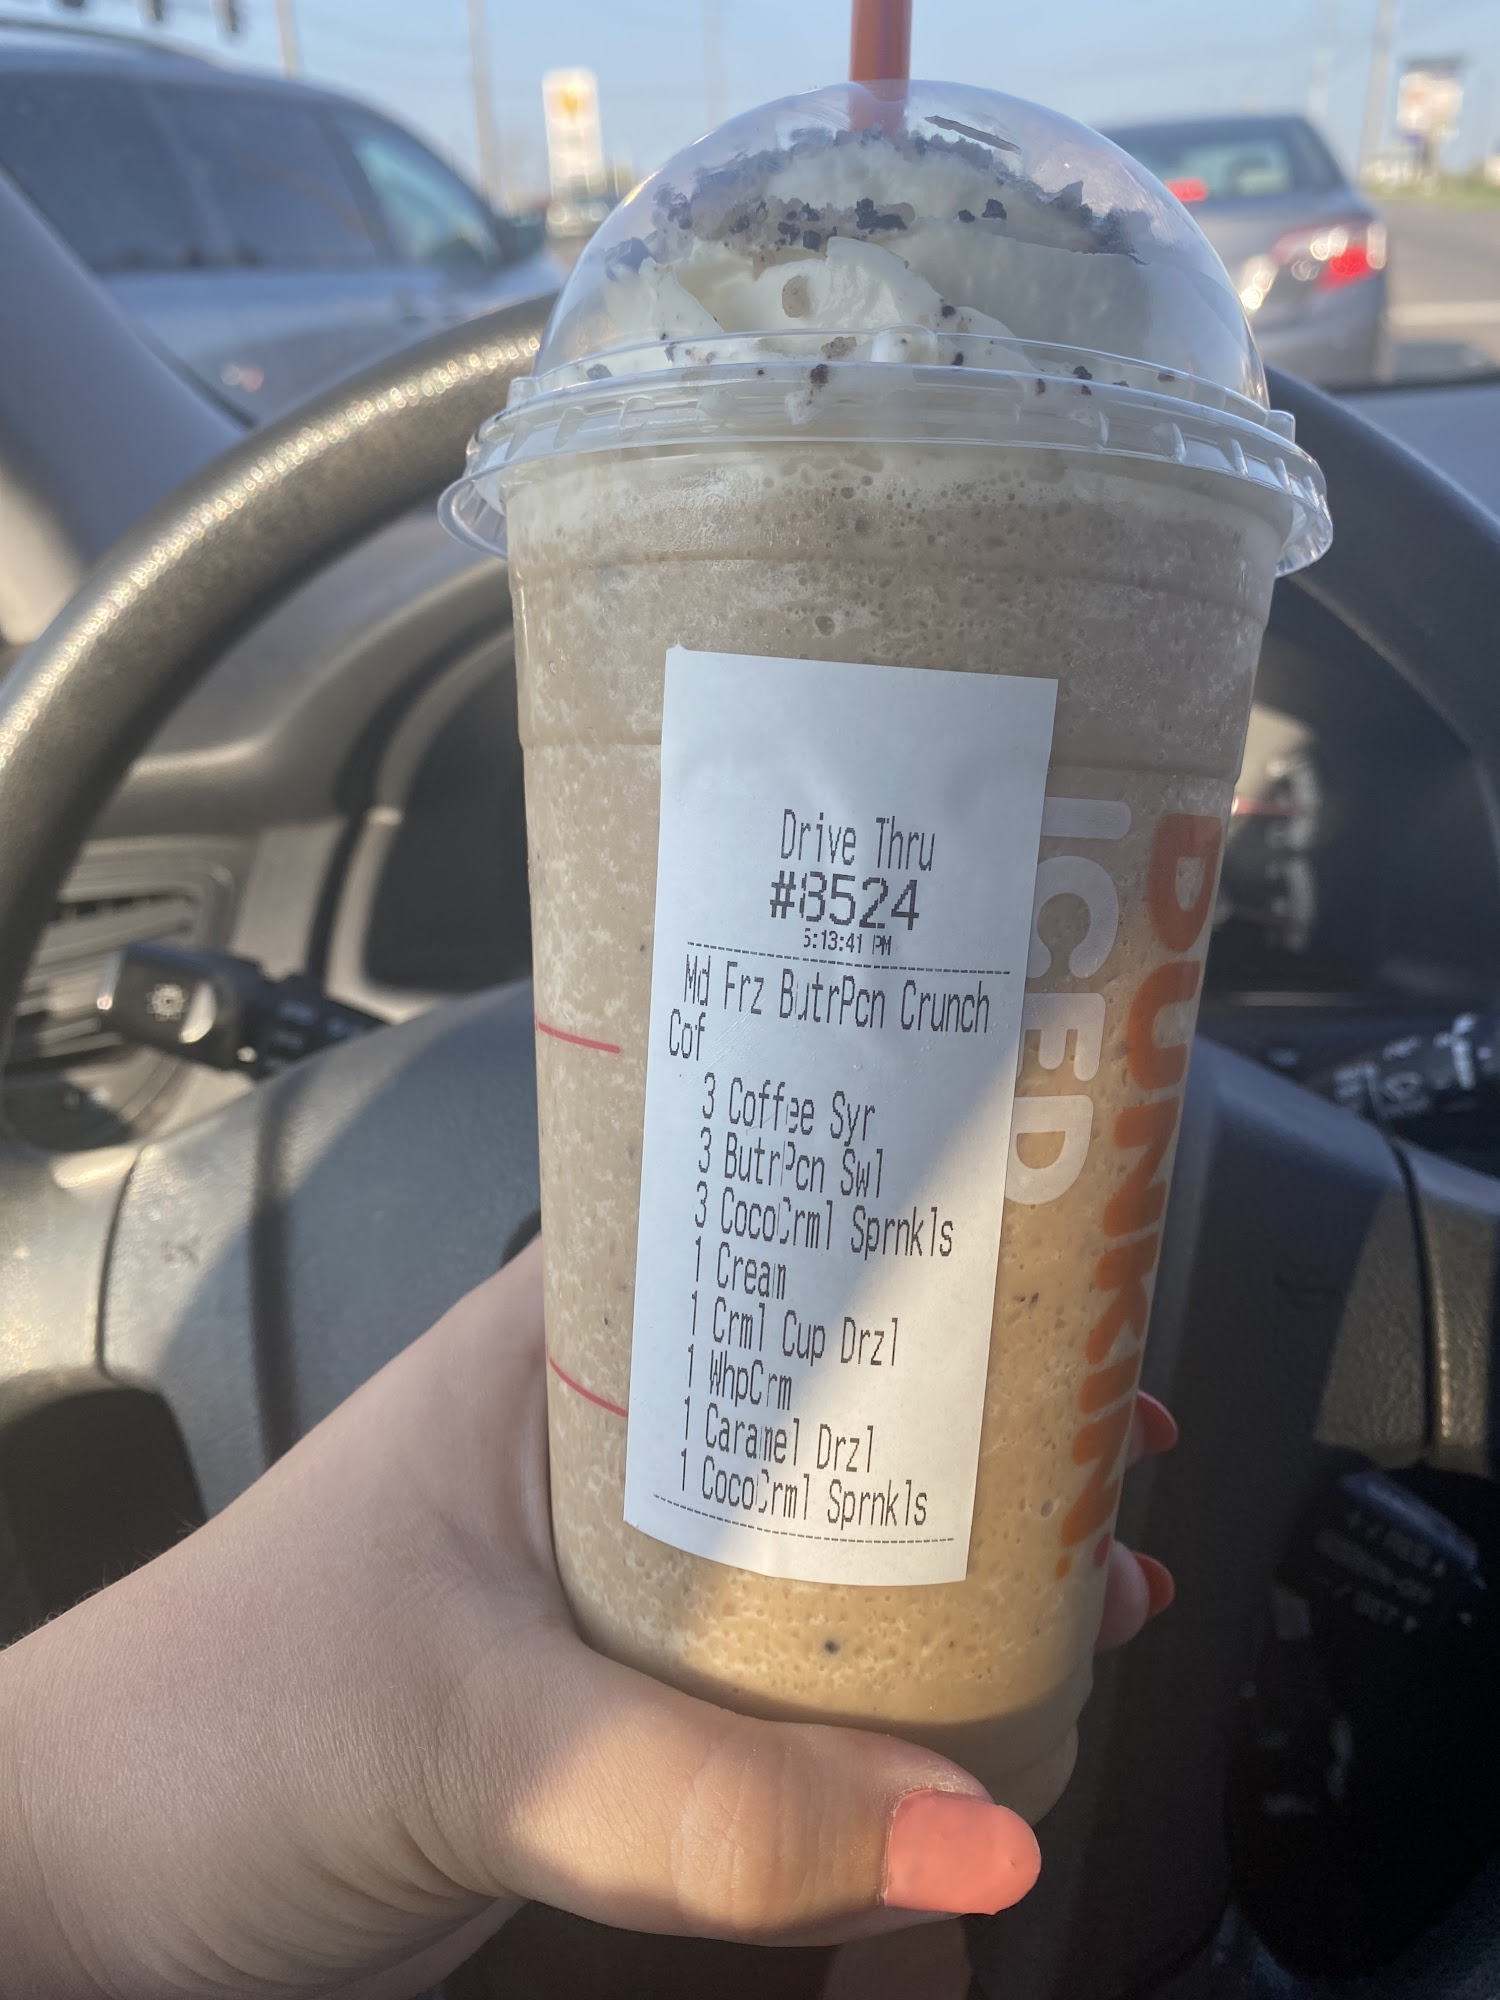 Drive Thru
#8524
5:13:41 PM
Md Frz ButrPcn Crunch
Cof
3 Coffee Syr
3 ButrPcn Swl
3 CocoCrml Sprnkls
1 Cream
1 Crml Cup Drzl
1 WhpCrm
1 Caramel Drzl
1 CocoCrml Sprnkls
ICED
DUNKIN'